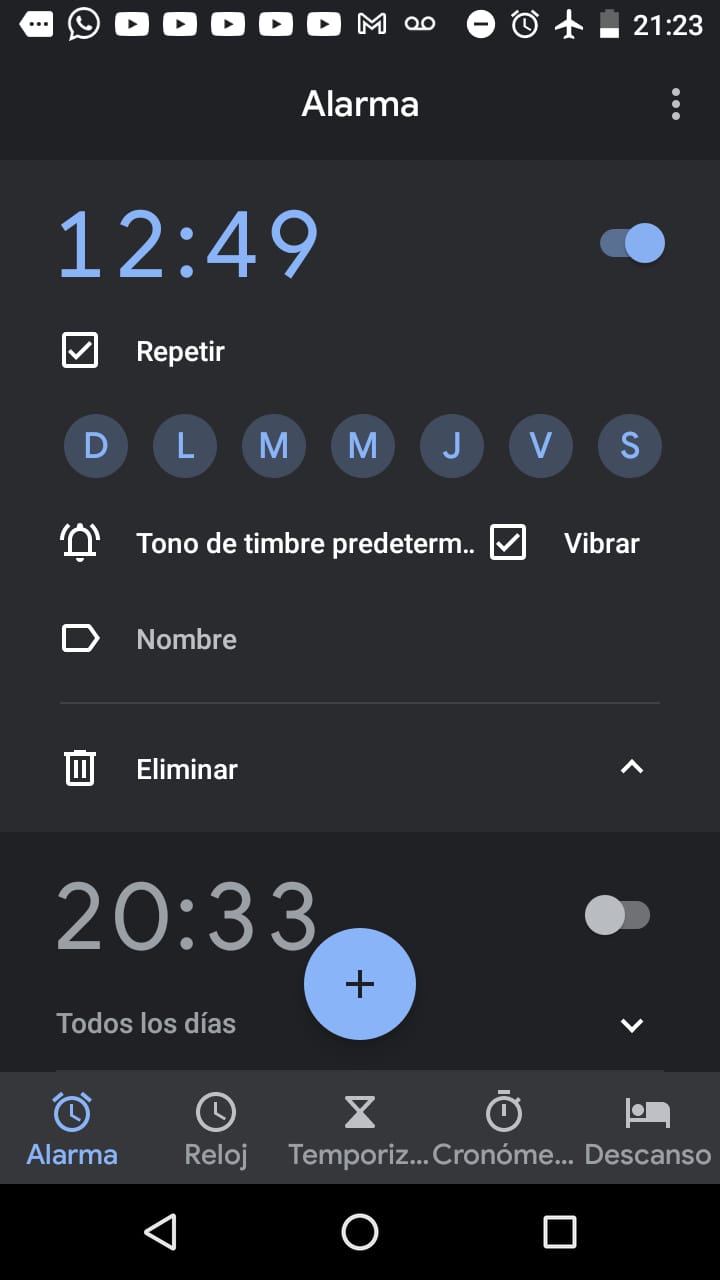 21:23
Alarma
12:49
Repetir
D L M M J V S
Tono de timbre predeterm.. Vibrar
Nombre
Eliminar
20:33
Todos los días
Alarma Reloj Temporiz... Cronóme... Descanso